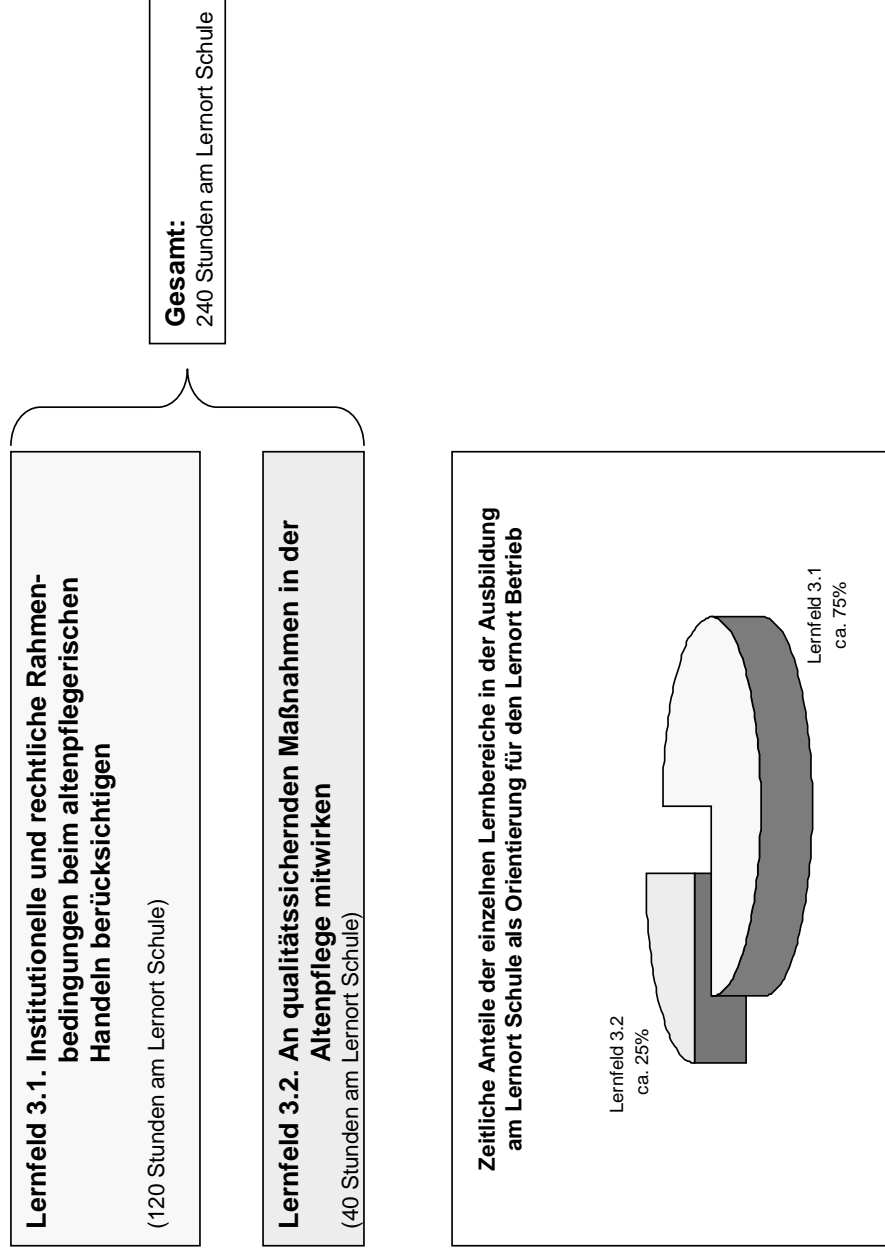 Lernfeld 3.1. Institutionelle und rechtliche Rahmen-
bedingungen beim altenpflegerischen
Handeln berücksichtigen
(120 Stunden am Lernort Schule)
Lernfeld 3.2. An qualitätssichernden Maßnahmen in der
Altenpflege mitwirken
(40 Stunden am Lernort Schule)
Gesamt:
240 Stunden am Lernort Schule
Zeitliche Anteile der einzelnen Lernbereiche in der Ausbildung
am Lernort Schule als Orientierung für den Lernort Betrieb
Lernfeld 3.2
ca. 25%
Lernfeld 3.1
ca. 75%